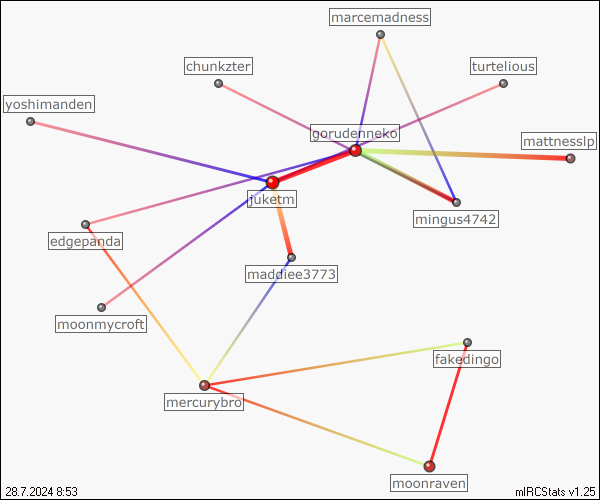 marcemadness
chunkzter
turtelious
yoshimanden
gorudenneko
mattnesslp
juketm
mingus4742
edgepanda
maddiee3773
moonmycroft
fakedingo
mercurybro
moonraven
28.7.2024 8:53
mIRCStats v1.25